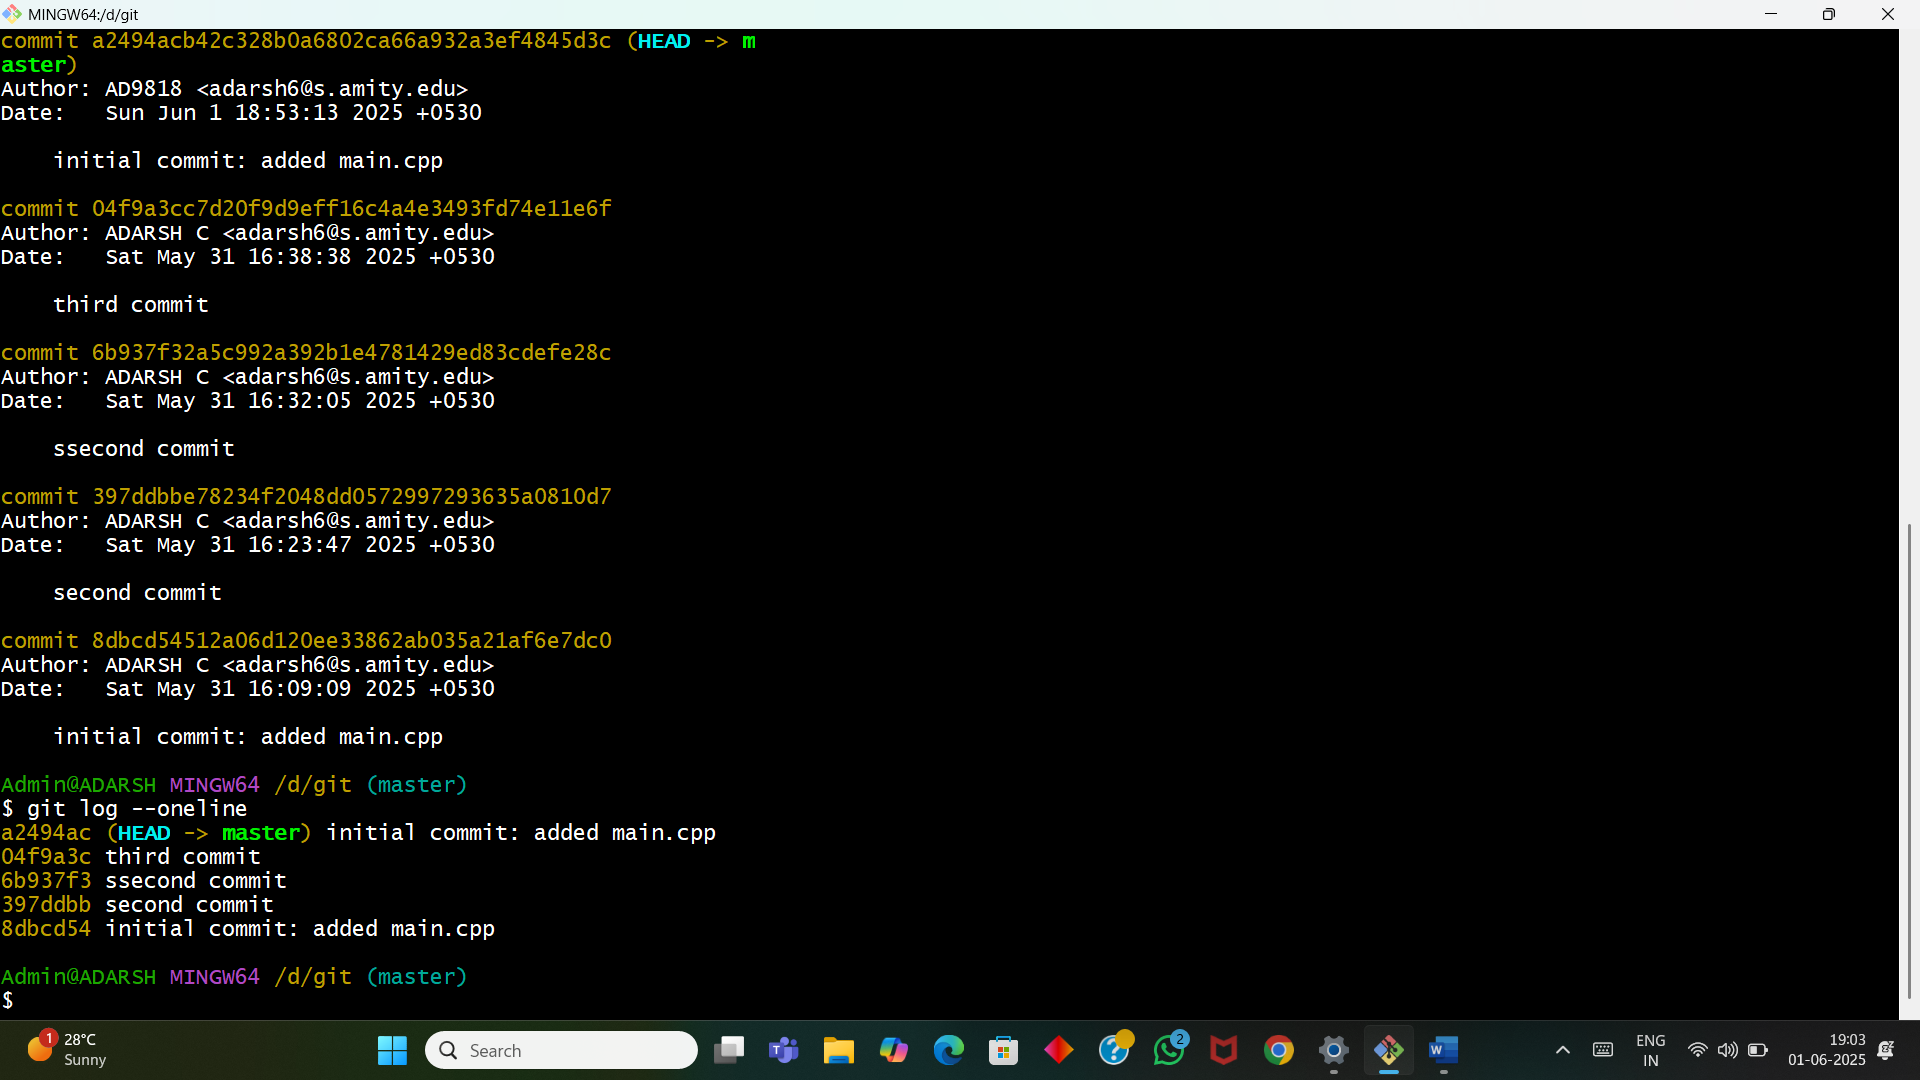 MINGW64:/d/git
commit a2494acb42c328b0a6802ca66a932a3ef4845d3c (HEAD -> m
aster)
Author: AD9818 <adarsh6@s.amity.edu>
Date:   Sun Jun 1 18:53:13 2025 +0530
    initial commit: added main.cpp
commit 04f9a3cc7d20f9d9eff16c4a4e3493fd74e11e6f
Author: ADARSH C <adarsh6@s.amity.edu>
Date:   Sat May 31 16:38:38 2025 +0530
    third commit
commit 6b937f32a5c992a392b1e4781429ed83cdefe28c
Author: ADARSH C <adarsh6@s.amity.edu>
Date:   Sat May 31 16:32:05 2025 +0530
    ssecond commit
commit 397ddbbe78234f2048dd0572997293635a0810d7
Author: ADARSH C <adarsh6@s.amity.edu>
Date:   Sat May 31 16:23:47 2025 +0530
    second commit
commit 8dbcd54512a06d120ee33862ab035a21af6e7dc0
Author: ADARSH C <adarsh6@s.amity.edu>
Date:   Sat May 31 16:09:09 2025 +0530
    initial commit: added main.cpp
Admin@ADARSH MINGW64 /d/git (master)
$ git log --oneline
a2494ac (HEAD -> master) initial commit: added main.cpp
04f9a3c third commit
6b937f3 ssecond commit
397ddbb second commit
8dbcd54 initial commit: added main.cpp
Admin@ADARSH MINGW64 /d/git (master)
$
1
28°C
Sunny
Search
2
ENG
IN
19:03
01-06-2025